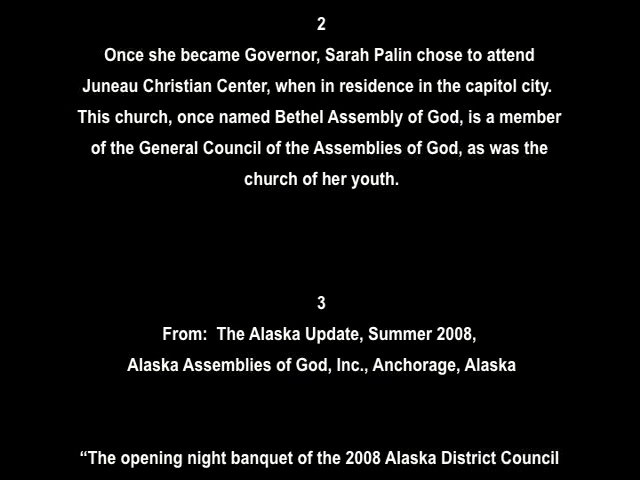 2
Once she became Governor, Sarah Palin chose to attend
Juneau Christian Center, when in residence in the capitol city.
This church, once named Bethel Assembly of God, is a member
of the General Council of the Assemblies of God, as was the
church of her youth.
3
From:  The Alaska Update, Summer 2008,
Alaska Assemblies of God, Inc., Anchorage, Alaska
“The opening night banquet of the 2008 Alaska District Council